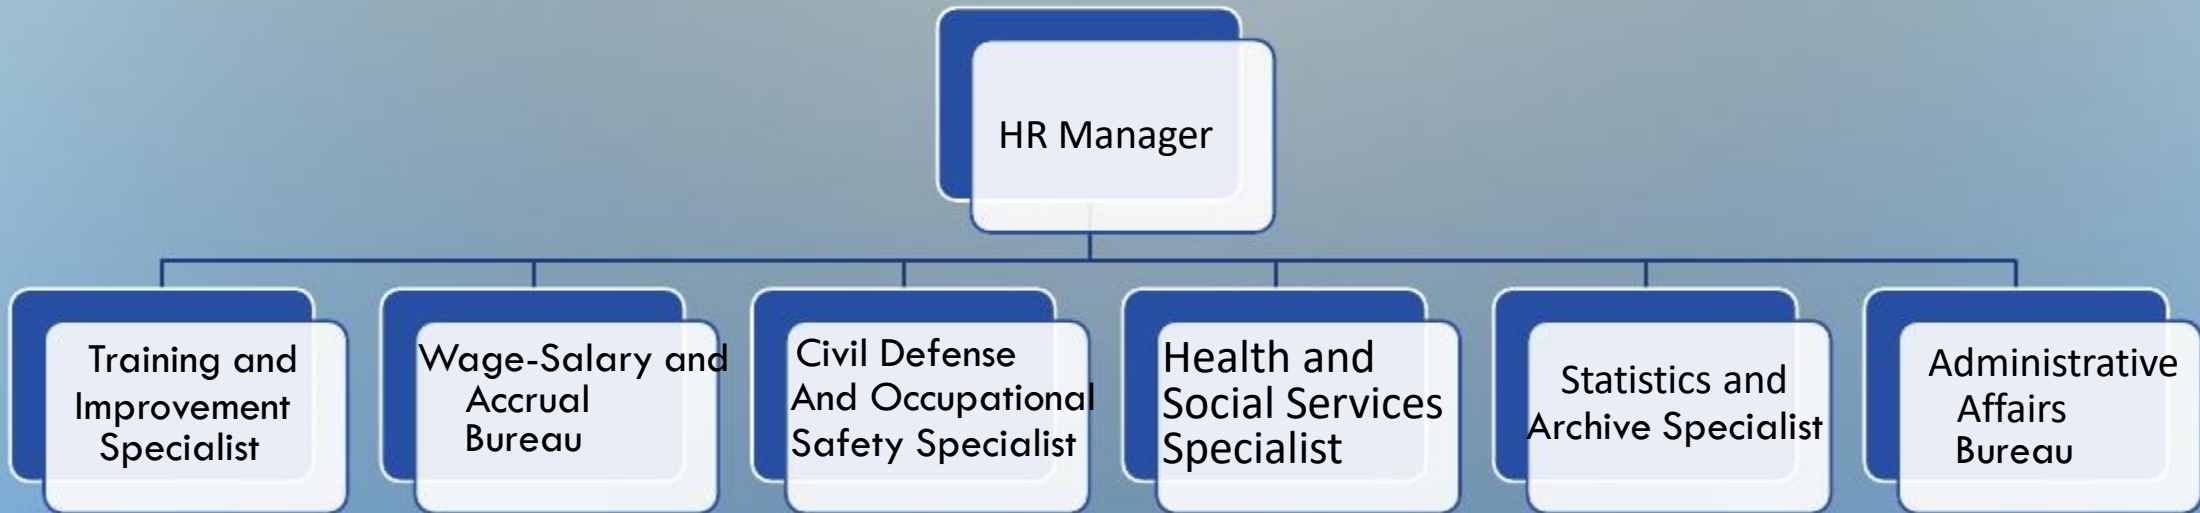 HR Manager
Training and
Improvement
Specialist
Wage-Salary and
Accrual
Bureau
Civil Defense
And Occupational
Safety Specialist
Health and
Social Services
Specialist
Statistics and
Archive Specialist
Administrative
Affairs
Bureau